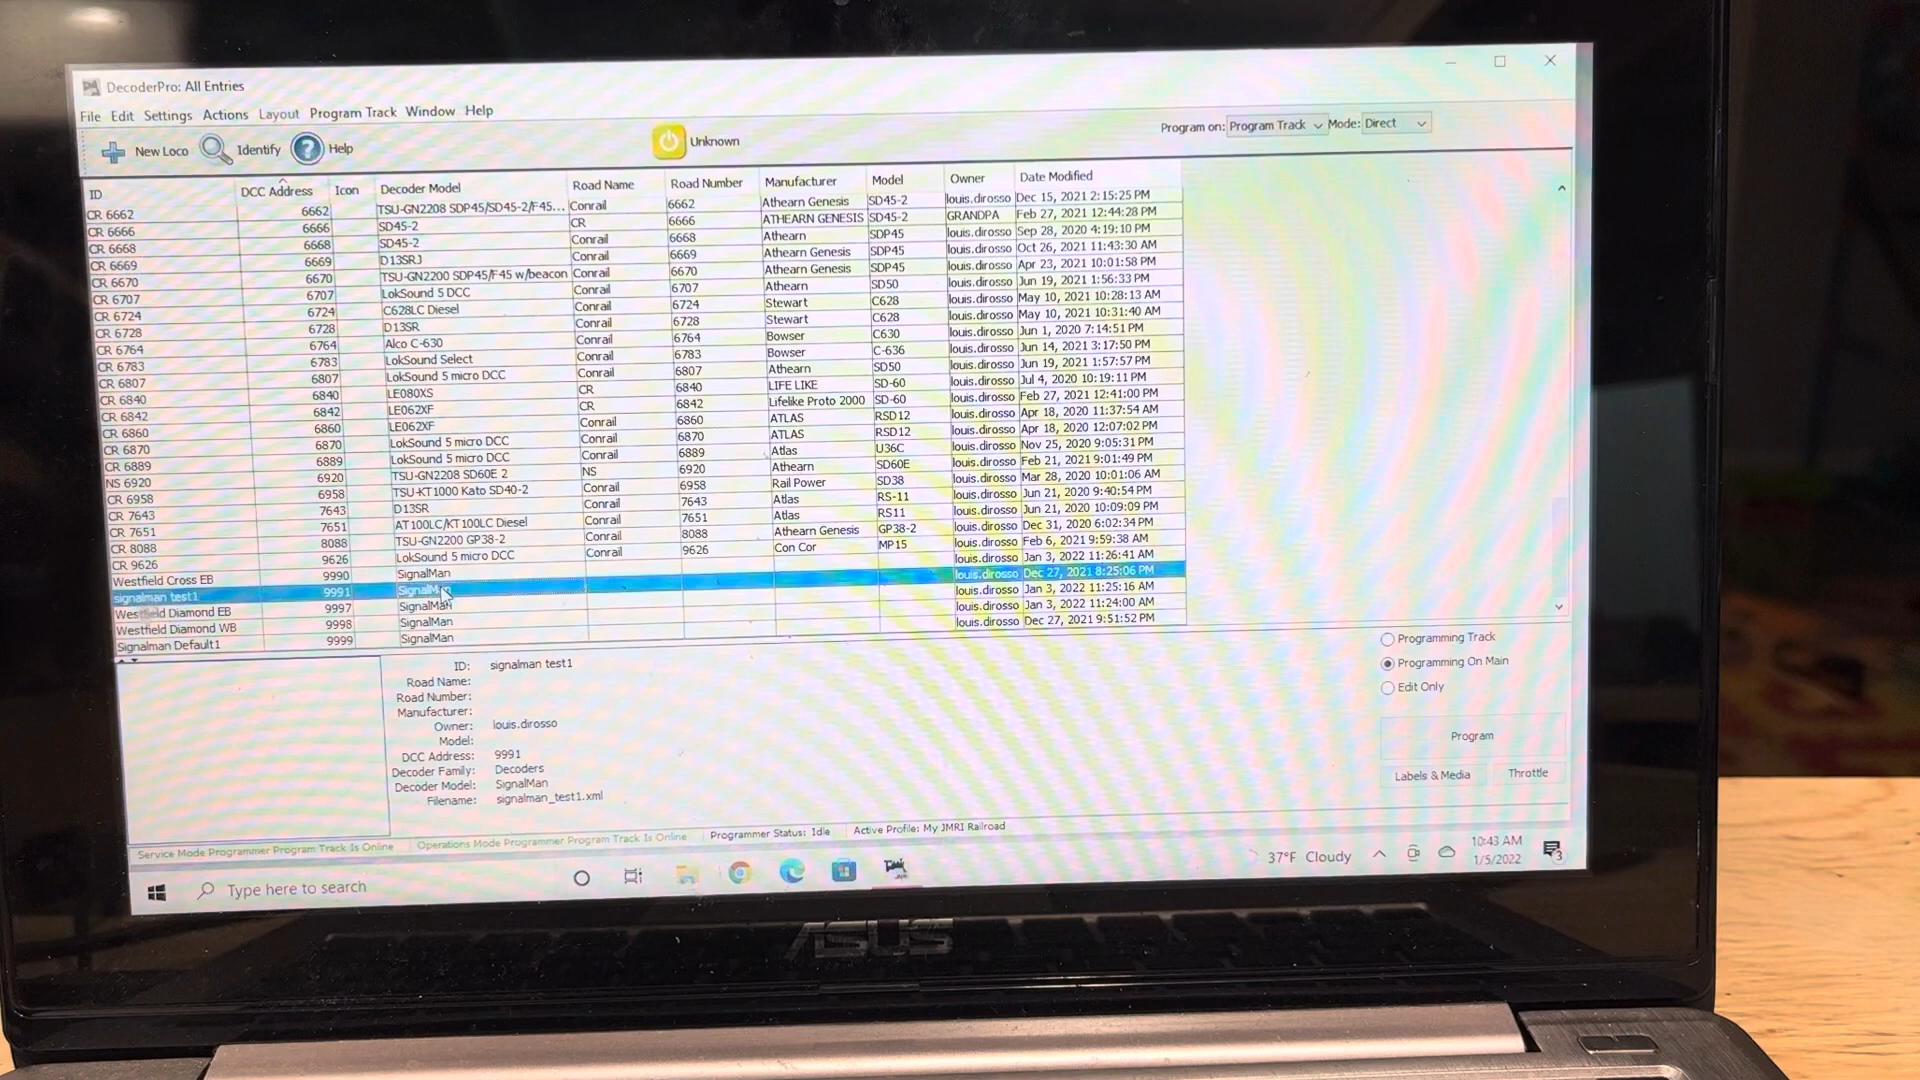 DecoderPro: All Entries
File Edit Settings Actions Layout Program Track Window Help
New Loco Identify Help Unknown Program on: Program Track Mode: Direct
ID DCC Address Icon Decoder Model Road Name Road Number Manufacturer Model Owner Date Modified
CR 6662 6662 TSU-GN2208 SDP45/SD45-2/F45... Conrail 6662 Athearn Genesis SD45-2 louis.dirosso Dec 15, 2021 2:15:25 PM
CR 6666 6666 SD45-2 CR 6666 ATHEARN GENESIS SD45-2 GRANDPA Feb 27, 2021 12:44:28 PM
CR 6668 6668 SD45-2 Conrail 6668 Athearn SDP45 louis.dirosso Sep 28, 2020 4:19:10 PM
CR 6669 6669 D13SRJ Conrail 6669 Athearn Genesis SDP45 louis.dirosso Oct 26, 2021 11:43:30 AM
CR 6670 6670 TSU-GN2200 SDP45/F45 w/beacon Conrail 6670 Athearn Genesis SDP45 louis.dirosso Apr 23, 2021 10:01:58 PM
CR 6707 6707 LokSound 5 DCC Conrail 6707 Athearn SD50 louis.dirosso Jun 19, 2021 1:56:33 PM
CR 6724 6724 C628LC Diesel Conrail 6724 Stewart C628 louis.dirosso May 10, 2021 10:28:13 AM
CR 6728 6728 D13SR Conrail 6728 Stewart C628 louis.dirosso May 10, 2021 10:31:40 AM
CR 6764 6764 Alco C-630 Conrail 6764 Bowser C630 louis.dirosso Jun 1, 2020 7:14:51 PM
CR 6783 6783 LokSound Select Conrail 6783 Bowser C-636 louis.dirosso Jun 14, 2021 3:17:50 PM
CR 6807 6807 LokSound 5 micro DCC Conrail 6807 Athearn SD50 louis.dirosso Jun 19, 2021 1:57:57 PM
CR 6840 6840 LE080XS CR 6840 LIFE LIKE SD-60 louis.dirosso Jul 4, 2020 10:19:11 PM
CR 6842 6842 LE062XF CR 6842 Lifelike Proto 2000 SD-60 louis.dirosso Feb 27, 2021 12:41:00 PM
CR 6860 6860 LE062XF Conrail 6860 ATLAS RSD12 louis.dirosso Apr 18, 2020 11:37:54 AM
CR 6870 6870 LokSound 5 micro DCC Conrail 6870 ATLAS RSD12 louis.dirosso Apr 18, 2020 12:07:02 PM
CR 6889 6889 LokSound 5 micro DCC Conrail 6889 Atlas U36C louis.dirosso Nov 25, 2020 9:05:31 PM
NS 6920 6920 TSU-GN2208 SD60E 2 NS 6920 Athearn SD60E louis.dirosso Feb 21, 2021 9:01:49 PM
CR 6958 6958 TSU-KT1000 Kato SD40-2 Conrail 6958 Rail Power SD38 louis.dirosso Mar 28, 2020 10:01:06 AM
CR 7643 7643 D13SR Conrail 7643 Atlas RS-11 louis.dirosso Jun 21, 2020 9:40:54 PM
CR 7651 7651 AT100LC/KT100LC Diesel Conrail 7651 Atlas RS11 louis.dirosso Jun 21, 2020 10:09:09 PM
CR 8088 8088 TSU-GN2200 GP38-2 Conrail 8088 Athearn Genesis GP38-2 louis.dirosso Dec 31, 2020 6:02:34 PM
CR 9626 9626 LokSound 5 micro DCC Conrail 9626 Con Cor MP15 louis.dirosso Feb 6, 2021 9:59:38 AM
Westfield Cross EB 9990 SignalMan louis.dirosso Jan 3, 2022 11:26:41 AM
signalman test1 9991 SignalMan louis.dirosso Dec 27, 2021 8:25:06 PM
Westfield Diamond EB 9997 SignalMan louis.dirosso Jan 3, 2022 11:25:16 AM
Westfield Diamond WB 9998 SignalMan louis.dirosso Jan 3, 2022 11:24:00 AM
Signalman Default1 9999 SignalMan louis.dirosso Dec 27, 2021 9:51:52 PM
ID: signalman test1
Road Name:
Road Number:
Manufacturer:
Owner: louis.dirosso
Model:
DCC Address: 9991
Decoder Family: Decoders
Decoder Model: SignalMan
Filename: signalman_test1.xml
Programming Track
Programming On Main
Edit Only
Program
Labels & Media Throttle
Service Mode Programmer Program Track Is Online Operations Mode Programmer Program Track Is Online Programmer Status: Idle Active Profile: My JMRI Railroad
Type here to search 37°F Cloudy 10:43 AM
1/5/2022 3
ASUS